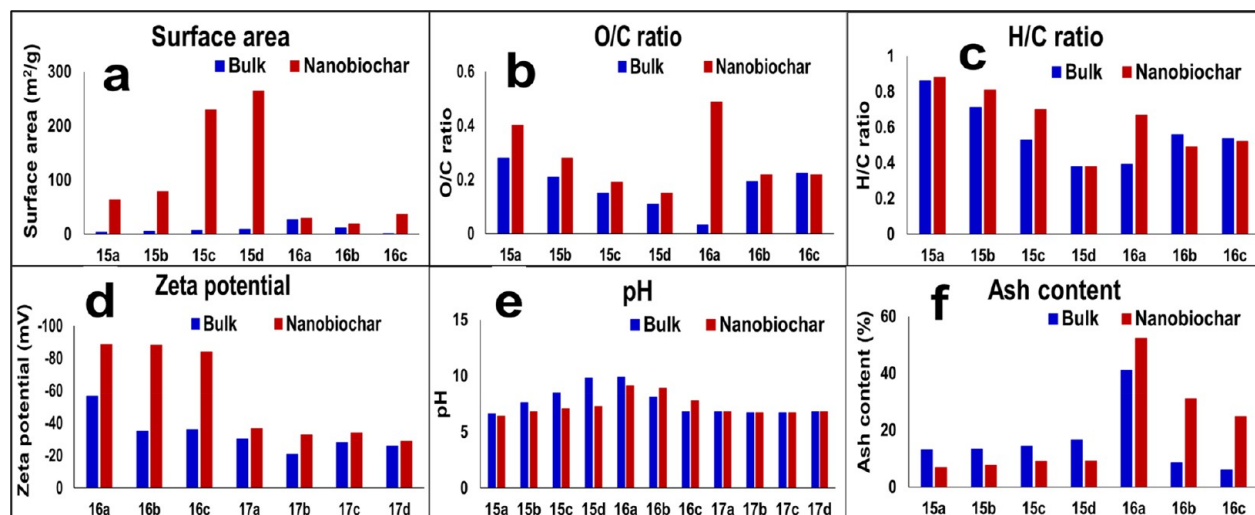 a
Surface area
Bulk Nanobiochar
Surface area (m²/g)
300
200
100
0
15a 15b 15c 15d 16a 16b 16c
b
O/C ratio
Bulk Nanobiochar
O/C ratio
0.6
0.4
0.2
0
15a 15b 15c 15d 16a 16b 16c
c
H/C ratio
Bulk Nanobiochar
H/C ratio
1
0.8
0.6
0.4
0.2
0
15a 15b 15c 15d 16a 16b 16c
d
Zeta potential
Bulk Nanobiochar
Zeta potential (mV)
-100
-80
-60
-40
-20
0
16a 16b 16c 17a 17b 17c 17d
e
pH
Bulk Nanobiochar
pH
15
10
5
0
15a 15b 15c 15d 16a 16b 16c 17a 17b 17c 17d
f
Ash content
Bulk Nanobiochar
Ash content (%)
60
40
20
0
15a 15b 15c 15d 16a 16b 16c